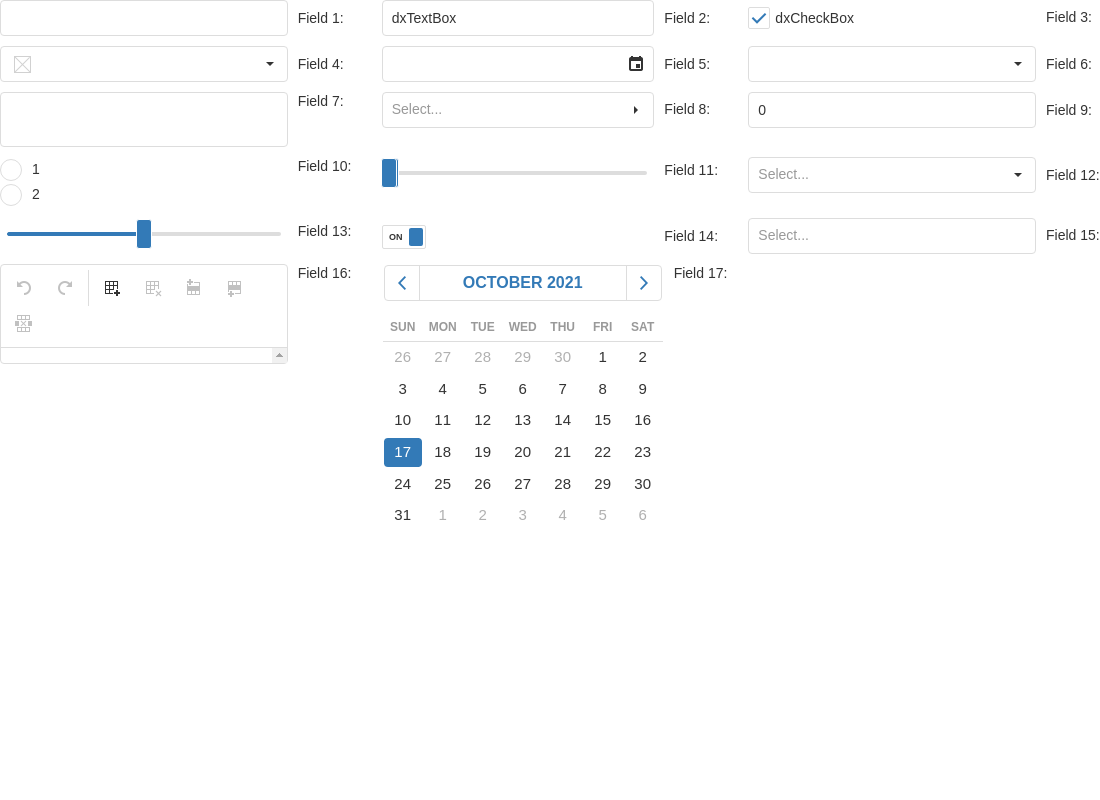 Field 1: dxTextBox Field 2: dxCheckBox Field 3:
Field 4: Field 5: Field 6:
Field 7: Select... Field 8: 0 Field 9:
1 Field 10: Field 11: Select... Field 12:
2
Field 13: ON Field 14: Select... Field 15:
Field 16: OCTOBER 2021 Field 17:
SUN MON TUE WED THU FRI SAT
26 27 28 29 30 1 2
3 4 5 6 7 8 9
10 11 12 13 14 15 16
17 18 19 20 21 22 23
24 25 26 27 28 29 30
31 1 2 3 4 5 6